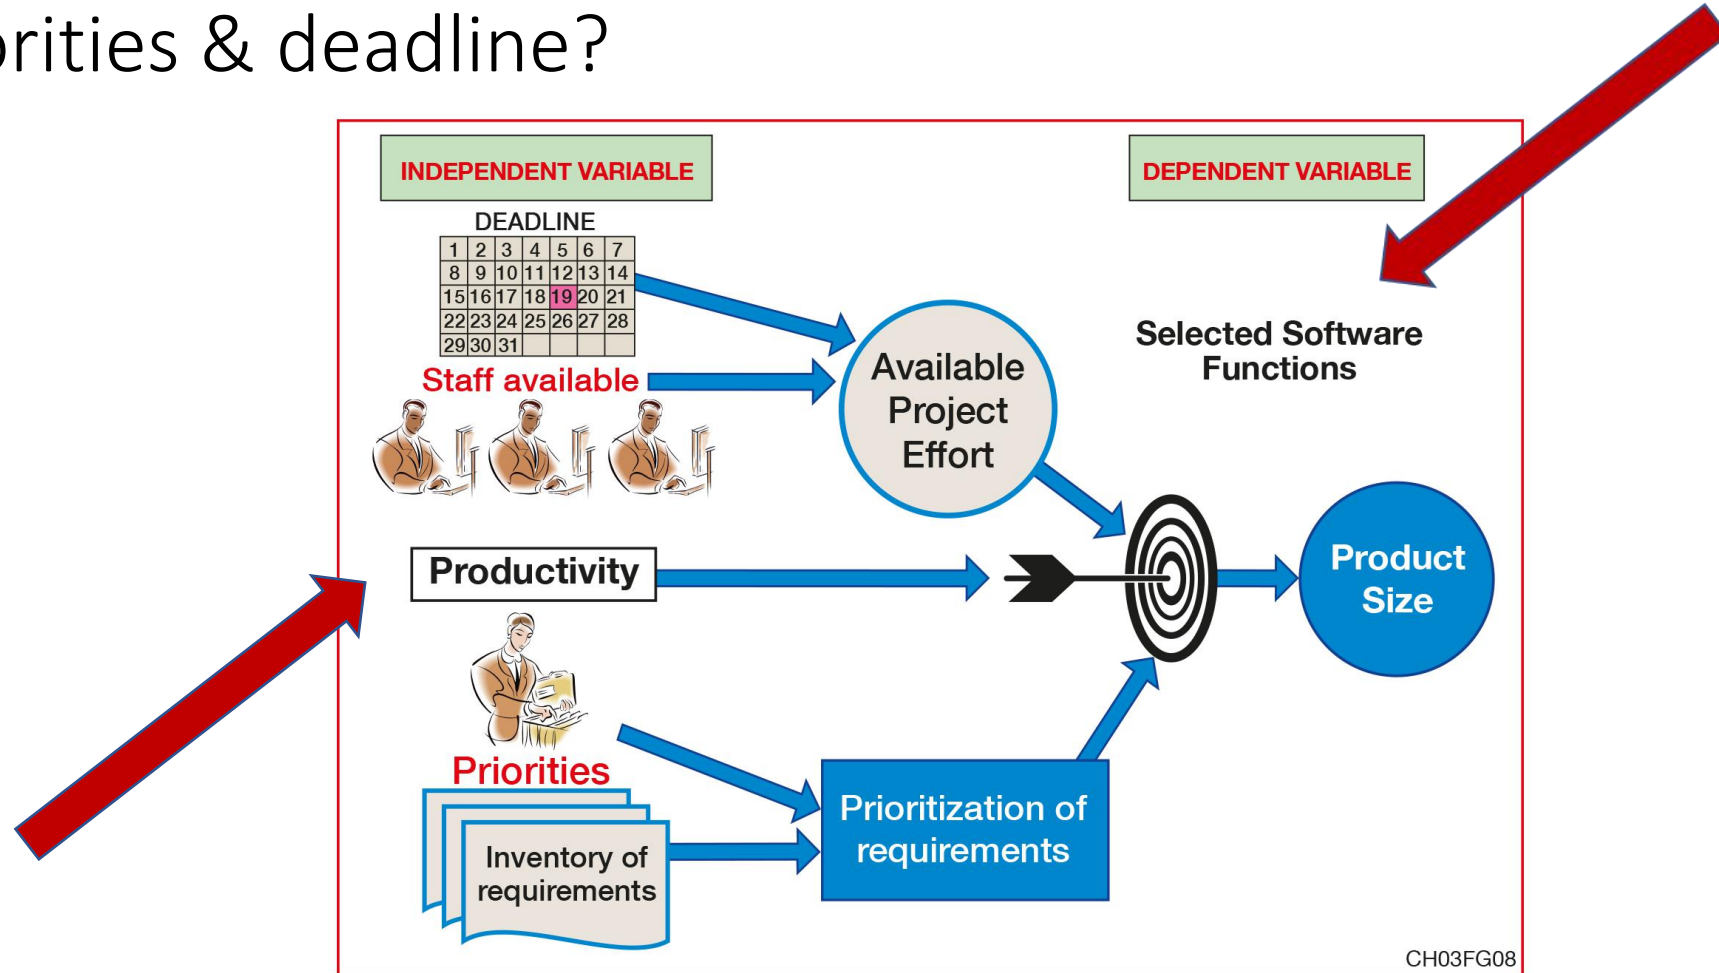 orities & deadline?
INDEPENDENT VARIABLE
DEPENDENT VARIABLE
DEADLINE
1 2 3 4 5 6 7
8 9 10 11 12 13 14
15 16 17 18 19 20 21
22 23 24 25 26 27 28
29 30 31
Staff available
Available
Project
Effort
Selected Software
Functions
Productivity
Product
Size
Priorities
Inventory of
requirements
Prioritization of
requirements
CH03FG08